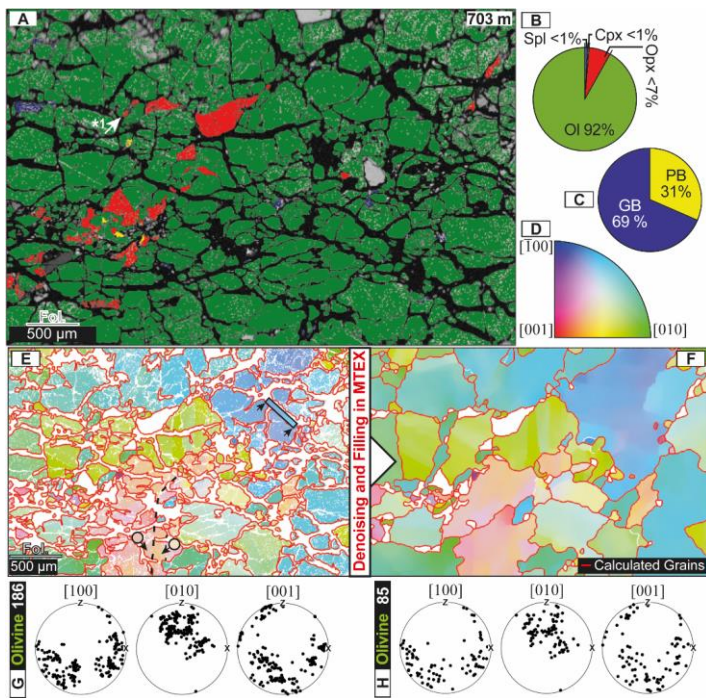 A
703 m
*1
Fol.
500 µm
B
Spl <1%
Cpx <1%
Opx <7%
Ol 92%
C
PB
31%
GB
69 %
D
[1̄00]
[001]
[010]
E
Fol.
500 µm
Denoising and Filling in MTEX
F
Calculated Grains
G
Olivine 186
[100]
[010]
[001]
z
z
z
x
x
x
H
Olivine 85
[100]
[010]
[001]
z
z
z
x
x
x